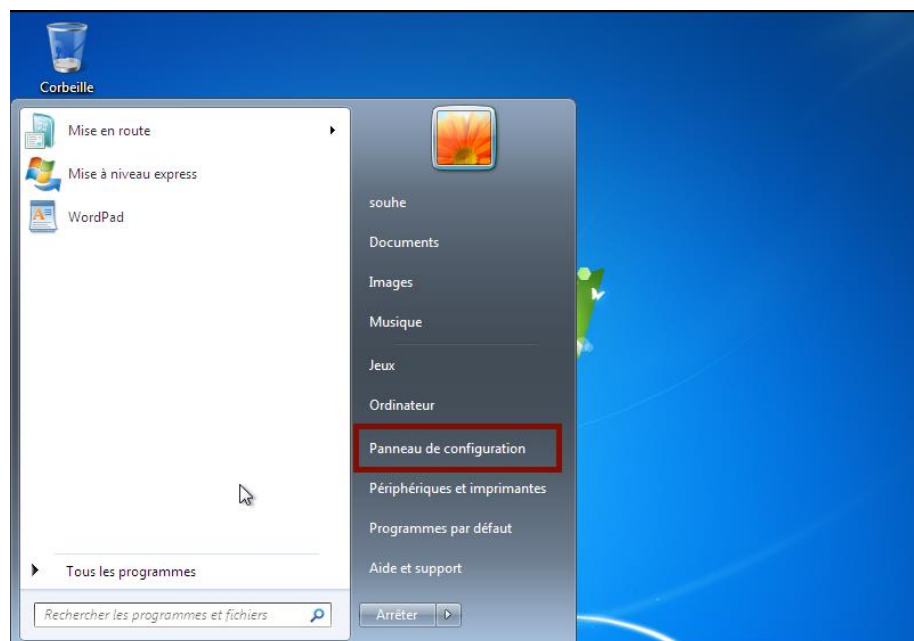 Corbeille
Mise en route
Mise à niveau express
WordPad
Tous les programmes
Rechercher les programmes et fichiers
souhe
Documents
Images
Musique
Jeux
Ordinateur
Panneau de configuration
Périphériques et imprimantes
Programmes par défaut
Aide et support
Arrêter